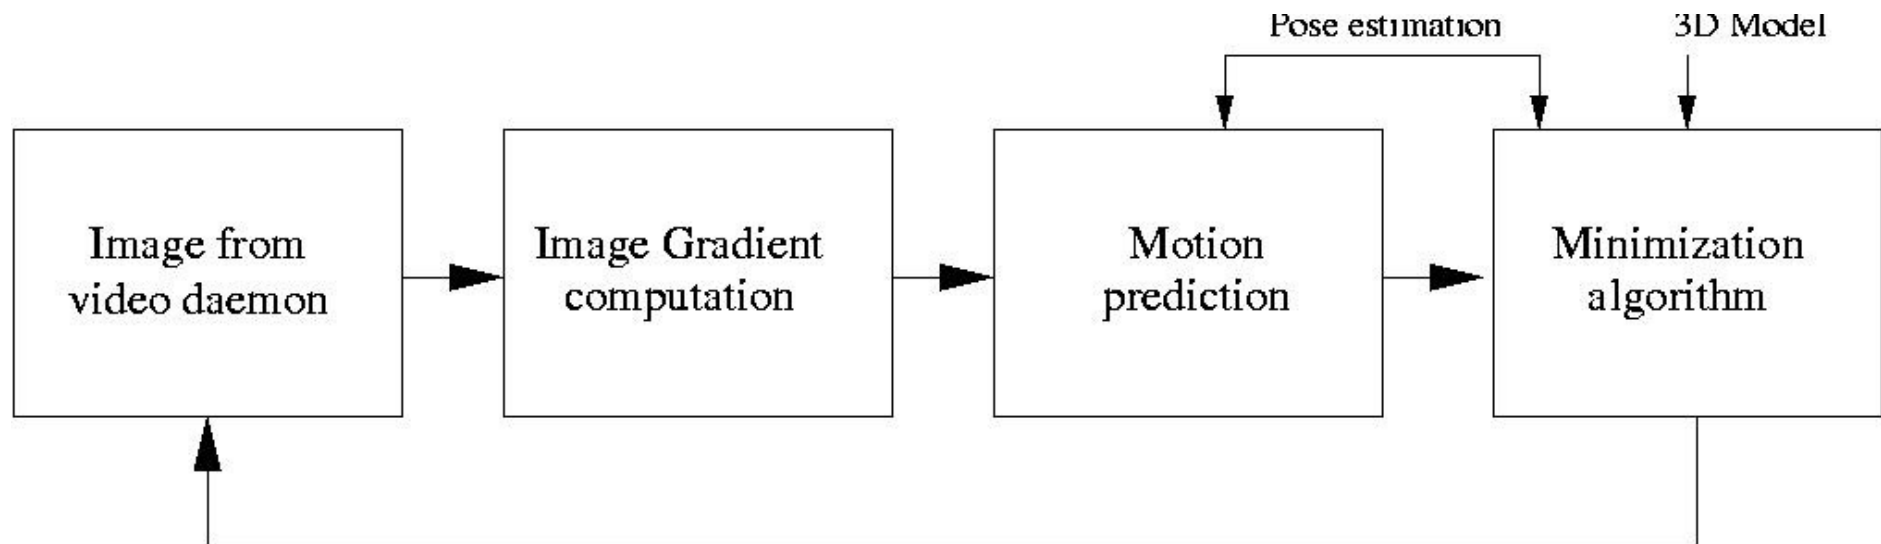 Pose estimation
3D Model
Image from
video daemon
Image Gradient
computation
Motion
prediction
Minimization
algorithm